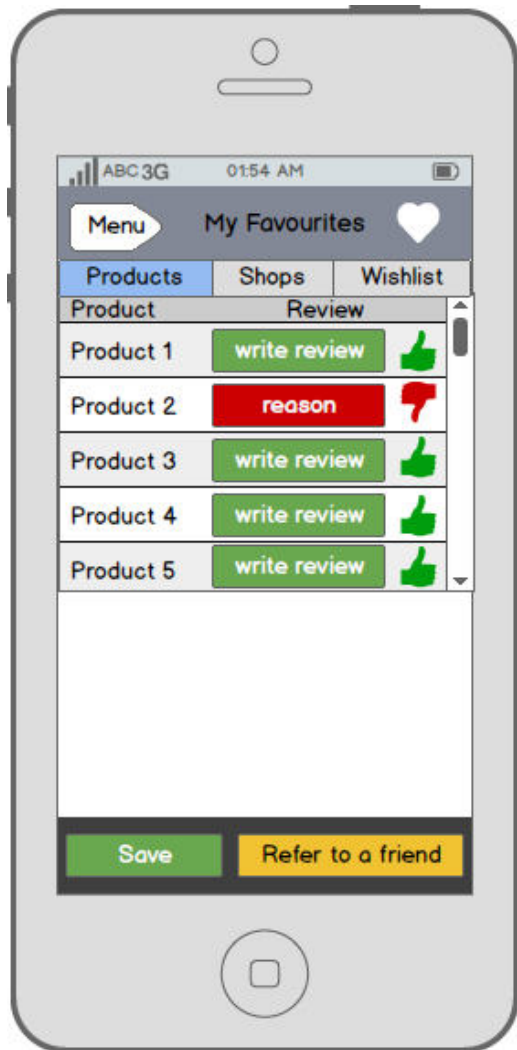 ABC 3G 01:54 AM
Menu My Favourites
Products Shops Wishlist
Product Review
Product 1 write review
Product 2 reason
Product 3 write review
Product 4 write review
Product 5 write review
Save Refer to a friend